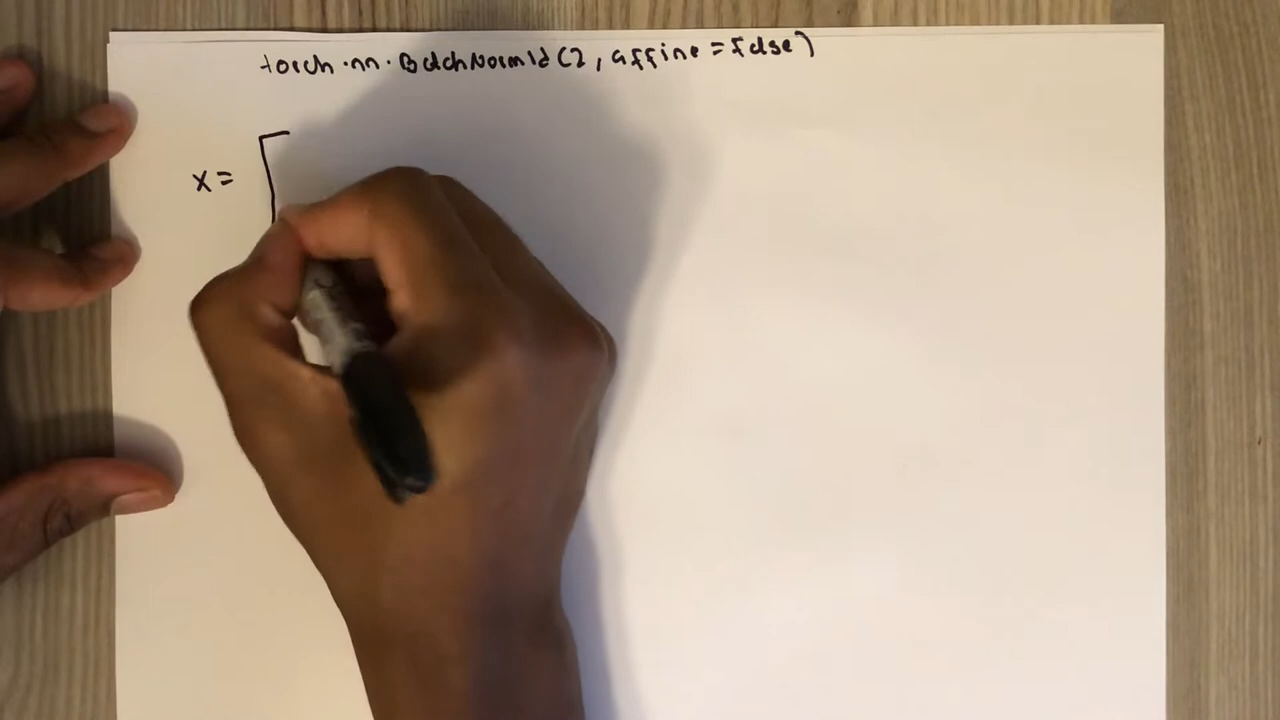 torch.nn.BatchNorm1d(2, affine=false)
x= [